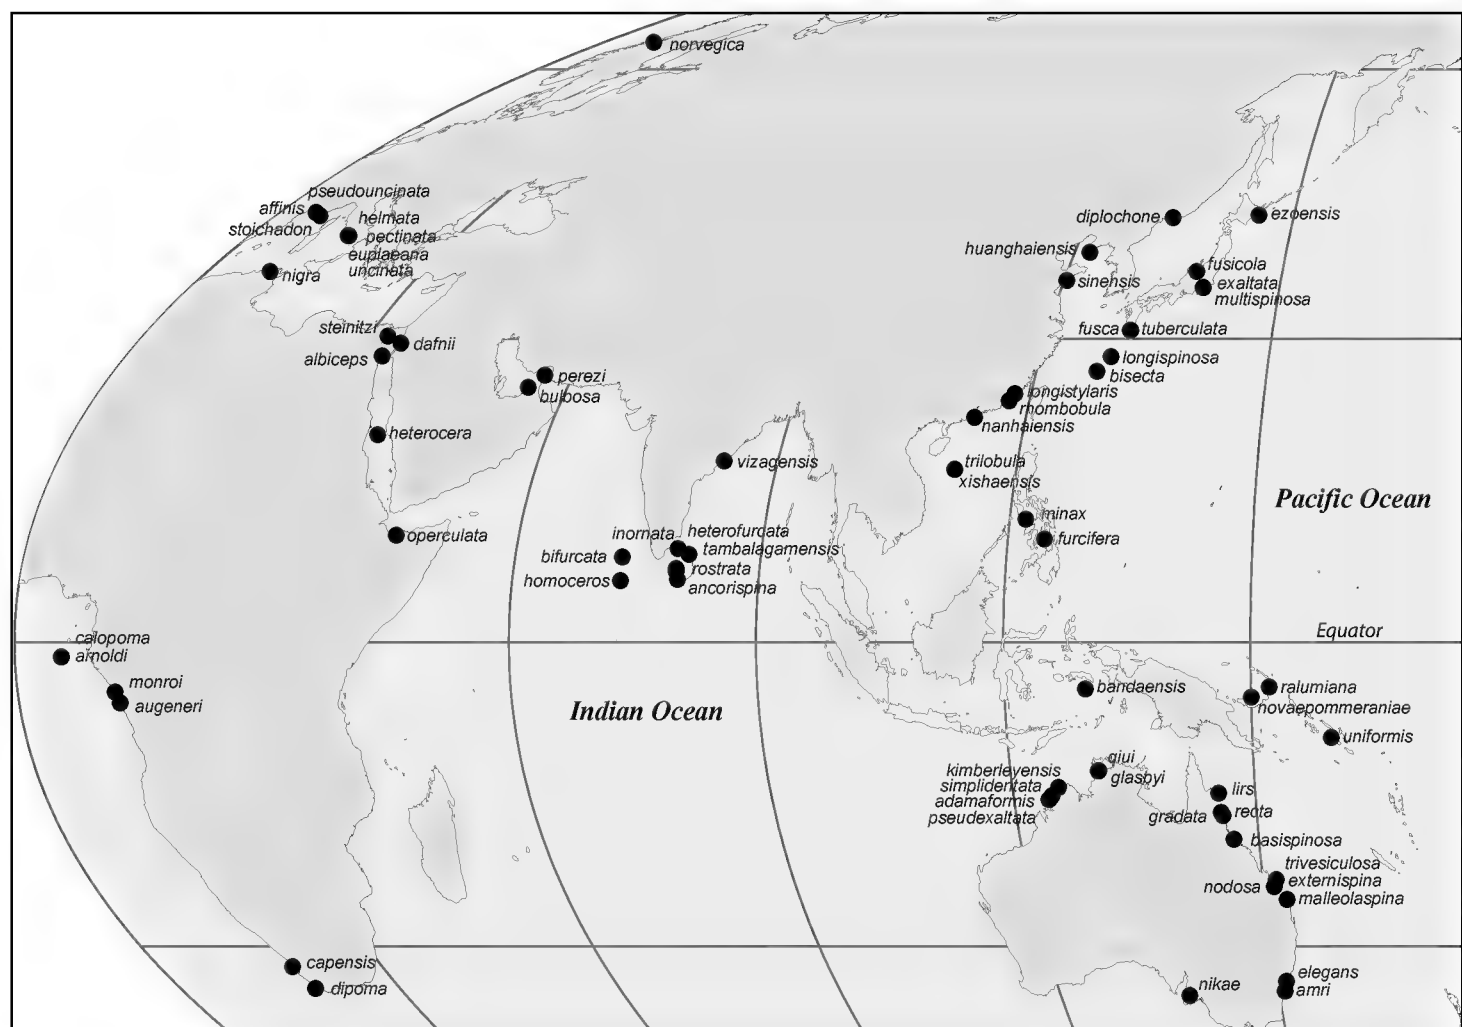 norvegica
pseudouncinata
affinis
helmata
stoichadon
pectinata
euplaeana
uncineta
nigra
diplochone
ezoensis
huanghaiensis
sinensis
fusicola
exaltata
multispinosa
steinitzi
dafnii
albiceps
fusca
tuberculata
longispinosa
bisecta
perezi
bulbosa
longistylaris
rhombobula
nanhaiensis
heterocera
vizagensis
trilobula
xishaensis
Pacific Ocean
minax
furcifera
operculata
inornata
heterofurcata
tambalagamensis
bifurcata
rostrata
homoceros
ancorispina
Equator
calopoma
arnoldi
monroi
augeneri
Indian Ocean
bandaensis
ralumiana
novaepommeraniae
uniformis
qiui
glasbyi
kimberleyensis
simplidentata
adamaformis
pseudexaltata
lirs
recta
gradata
basispinosa
trivesiculosa
externispina
nodosa
malleolaspina
capensis
dipoma
nikae
elegans
amri